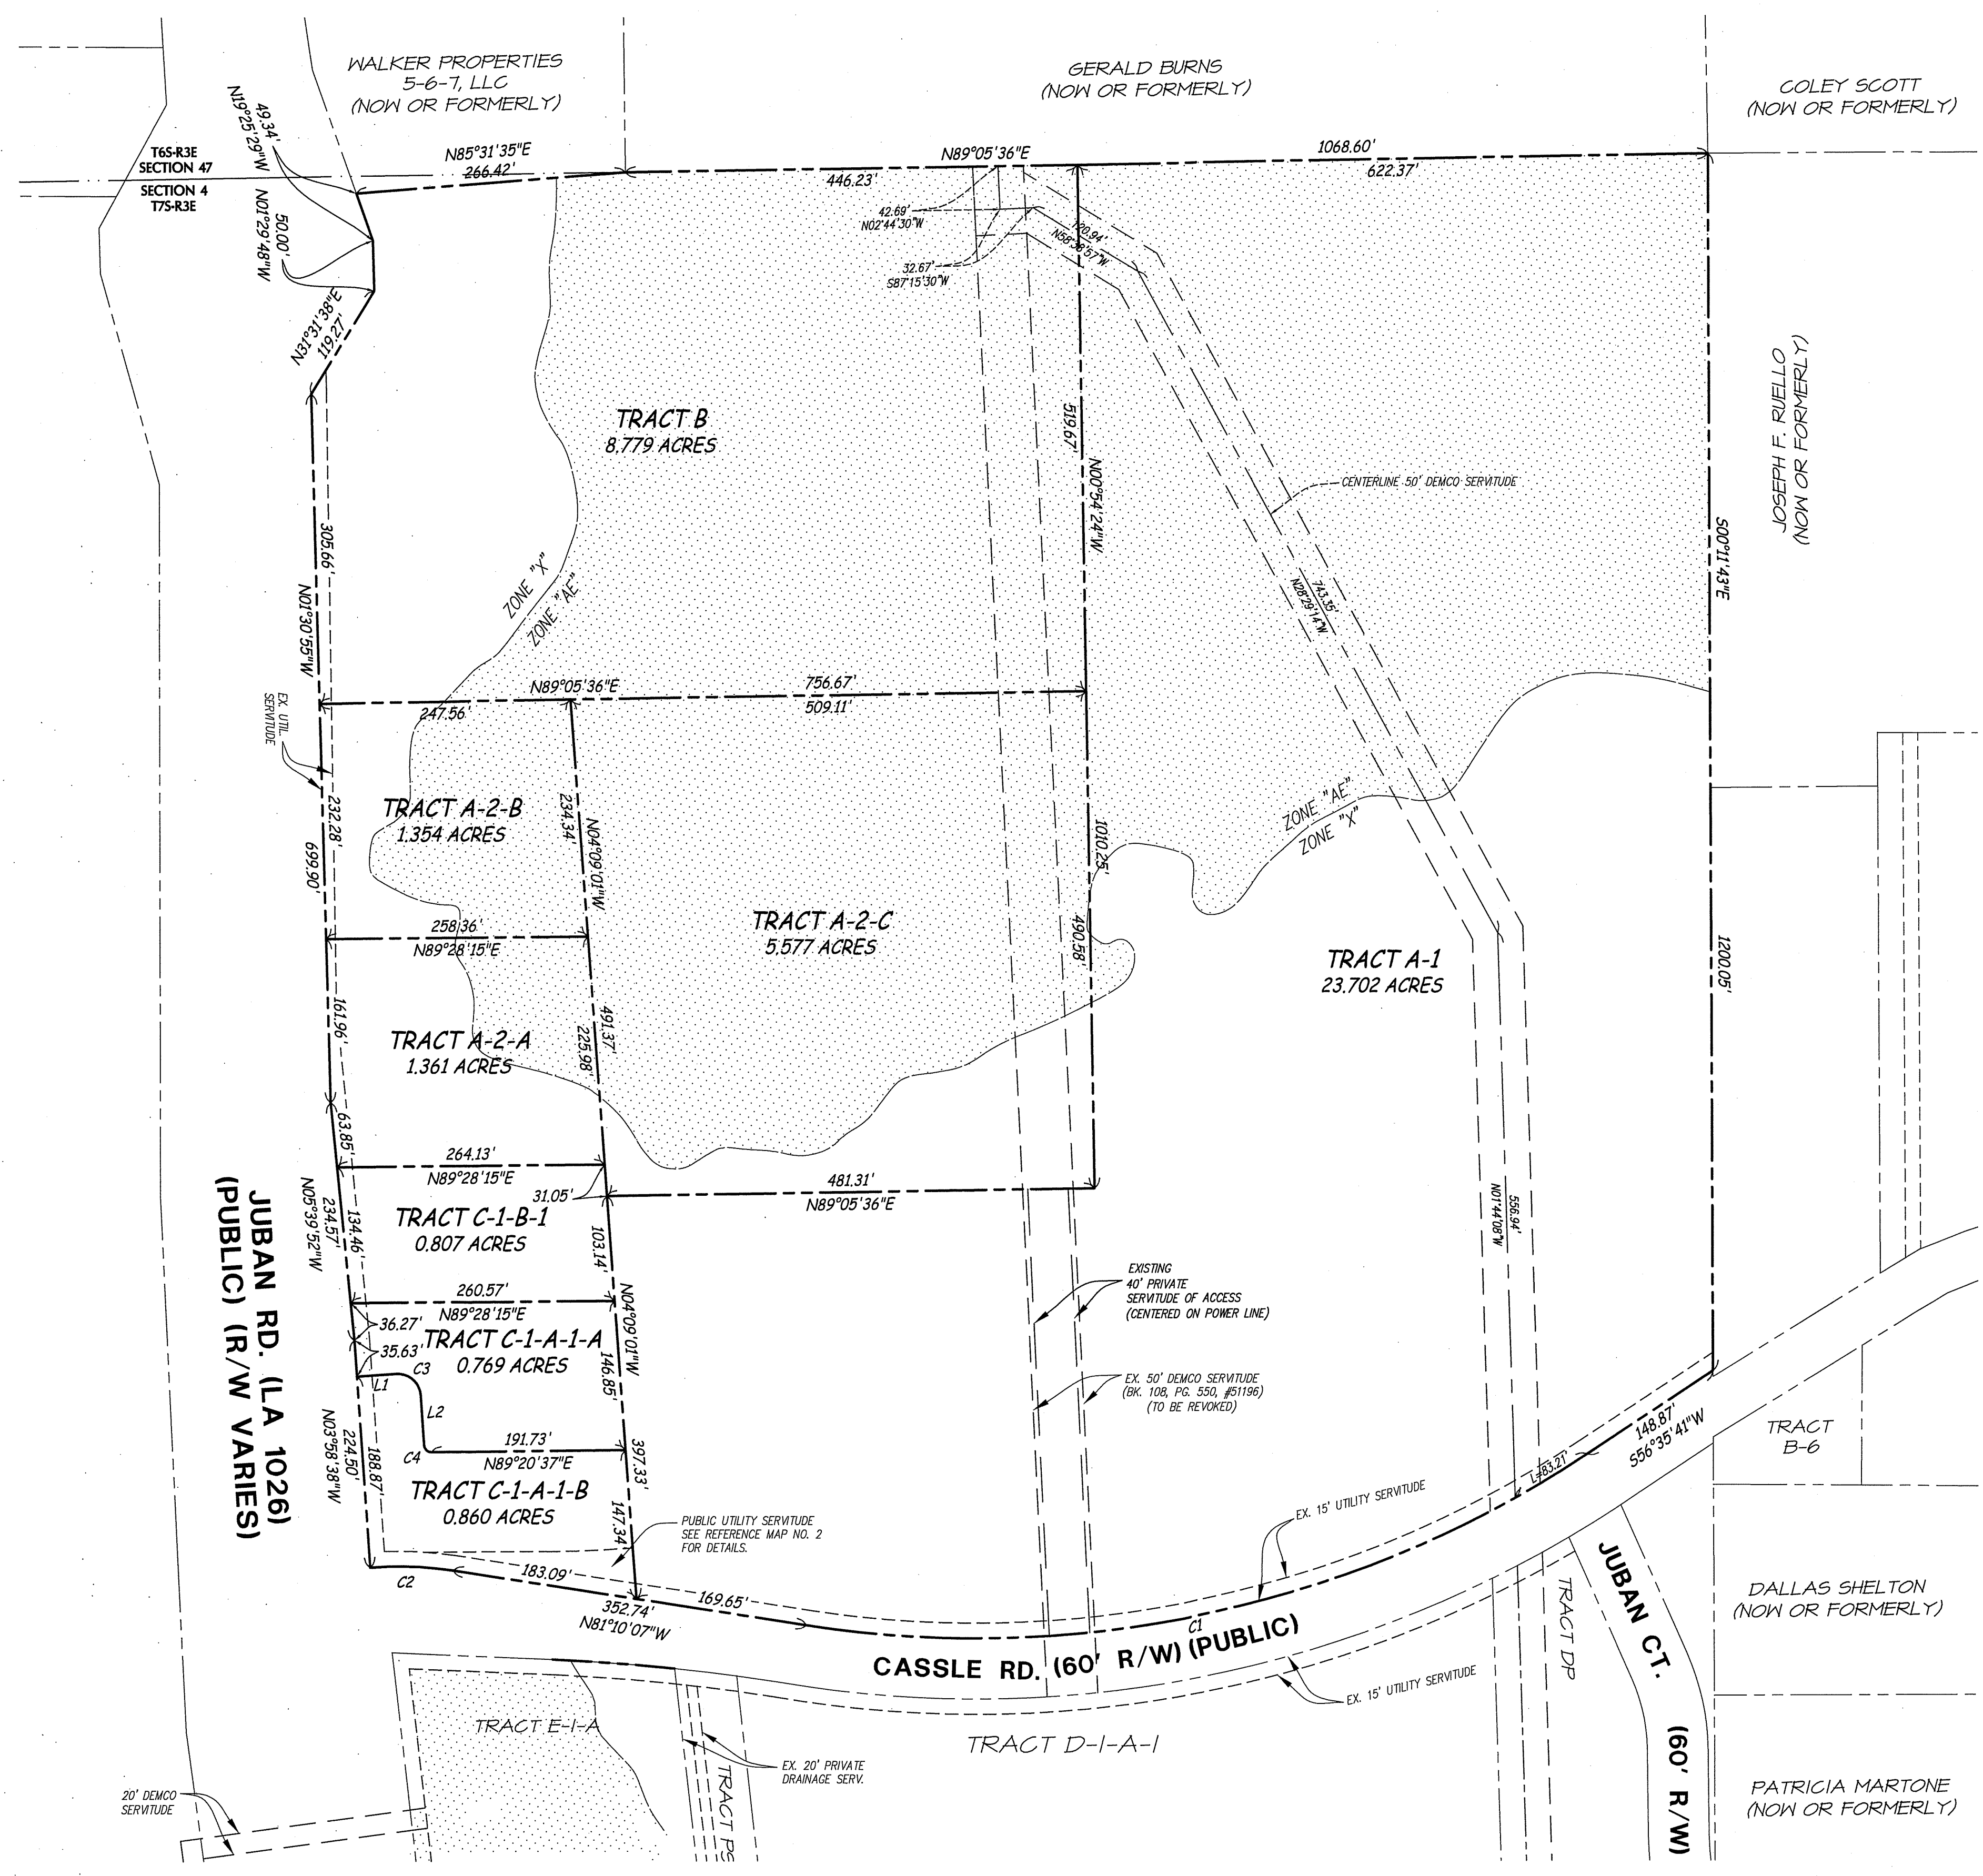 WALKER PROPERTIES
5-6-7, LLC
(NOW OR FORMERLY)
GERALD BURNS
(NOW OR FORMERLY)
COLEY SCOTT
(NOW OR FORMERLY)
T6S-R3E
SECTION 47
SECTION 4
T7S-R3E
49.34'
N19°25'29"W
50.00'
N01°29'48"W
N85°31'35"E
266.42'
N89°05'36"E
1068.60'
446.23'
622.37'
42.69'
N02°44'30"W
32.67'
S87°15'30"W
120.94'
N58°38'57"W
N31°31'38"E
119.27'
TRACT B
8.779 ACRES
519.67'
N00°54'24"W
CENTERLINE 50' DEMCO SERVITUDE
JOSEPH F. RUELLO
(NOW OR FORMERLY)
S00°11'43"E
305.66'
N01°30'55"W
ZONE "X"
ZONE "AE"
743.35'
N28°29'14"W
EX. UTIL.
SERVITUDE
N89°05'36"E
756.67'
247.56'
509.11'
TRACT A-2-B
1.354 ACRES
232.28'
699.90'
234.34'
N04°09'01"W
1010.25'
ZONE "AE"
ZONE "X"
TRACT A-2-C
5.577 ACRES
490.58'
TRACT A-1
23.702 ACRES
1200.05'
258.36'
N89°28'15"E
161.96'
TRACT A-2-A
1.361 ACRES
491.37'
225.98'
63.85'
264.13'
N89°28'15"E
31.05'
481.31'
N89°05'36"E
N05°39'52"W
234.57'
134.46'
TRACT C-1-B-1
0.807 ACRES
103.14'
N04°09'01"W
556.94'
N01°44'08"W
JUBAN RD. (LA 1026)
(PUBLIC) (R/W VARIES)
260.57'
N89°28'15"E
36.27'
35.63'
TRACT C-1-A-1-A
0.769 ACRES
146.85'
EXISTING
40' PRIVATE
SERVITUDE OF ACCESS
(CENTERED ON POWER LINE)
L1
C3
L2
C4
EX. 50' DEMCO SERVITUDE
(BK. 108, PG. 550, #51196)
(TO BE REVOKED)
N03°58'38"W
224.50'
188.87'
191.73'
N89°20'37"E
397.33'
TRACT C-1-A-1-B
0.860 ACRES
147.34'
PUBLIC UTILITY SERVITUDE
SEE REFERENCE MAP NO. 2
FOR DETAILS.
148.87'
S56°35'41"W
L=83.21'
TRACT
B-6
EX. 15' UTILITY SERVITUDE
C2
183.09'
169.65'
352.74'
N81°10'07"W
C1
CASSLE RD. (60' R/W) (PUBLIC)
EX. 15' UTILITY SERVITUDE
TRACT DP
JUBAN CT. (60' R/W)
DALLAS SHELTON
(NOW OR FORMERLY)
TRACT E-1-A
TRACT D-1-A-1
EX. 20' PRIVATE
DRAINAGE SERV.
TRACT PS
20' DEMCO
SERVITUDE
PATRICIA MARTONE
(NOW OR FORMERLY)